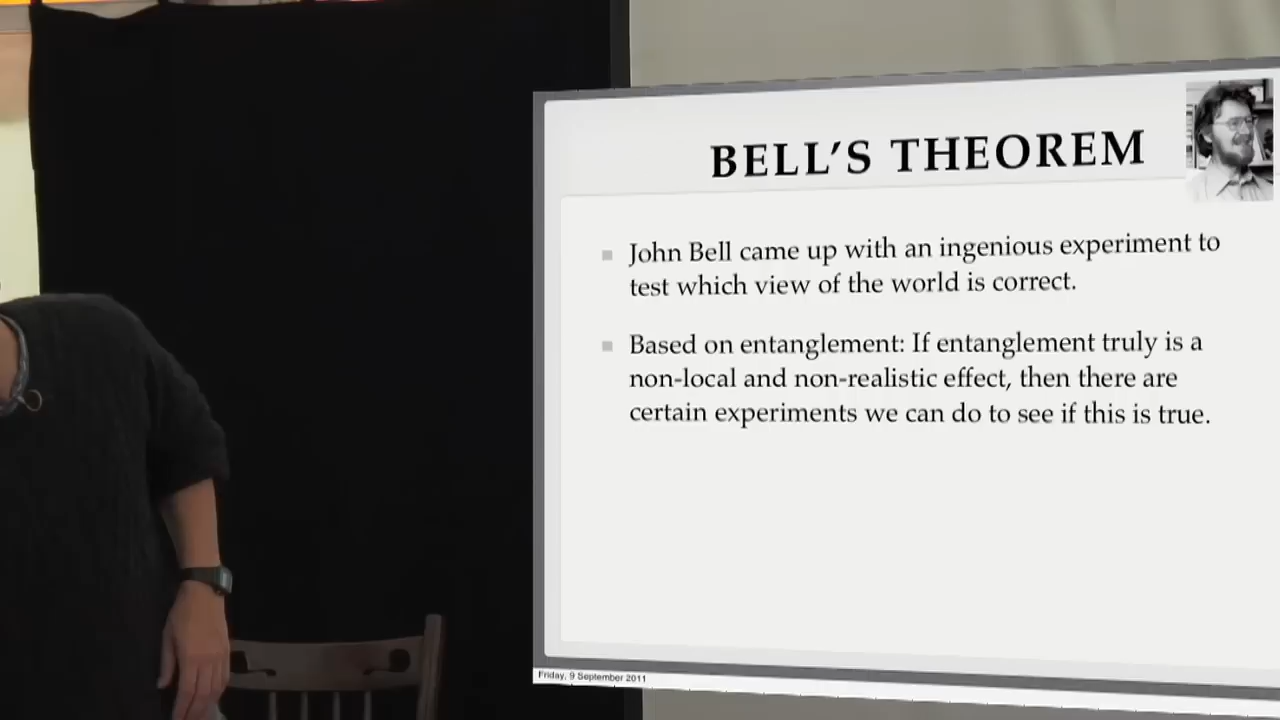 BELL'S THEOREM
John Bell came up with an ingenious experiment to
test which view of the world is correct.
Based on entanglement: If entanglement truly is a
non-local and non-realistic effect, then there are
certain experiments we can do to see if this is true.
Friday, 9 September 2011